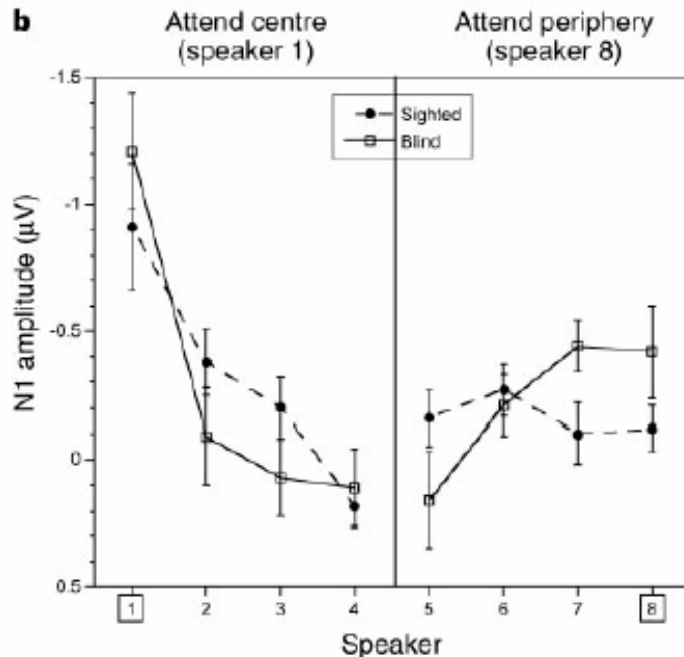 b
Attend centre
(speaker 1)
Attend periphery
(speaker 8)
-1.5
-1
-0.5
0
0.5
N1 amplitude (µV)
Sighted
Blind
1 2 3 4 5 6 7 8
Speaker